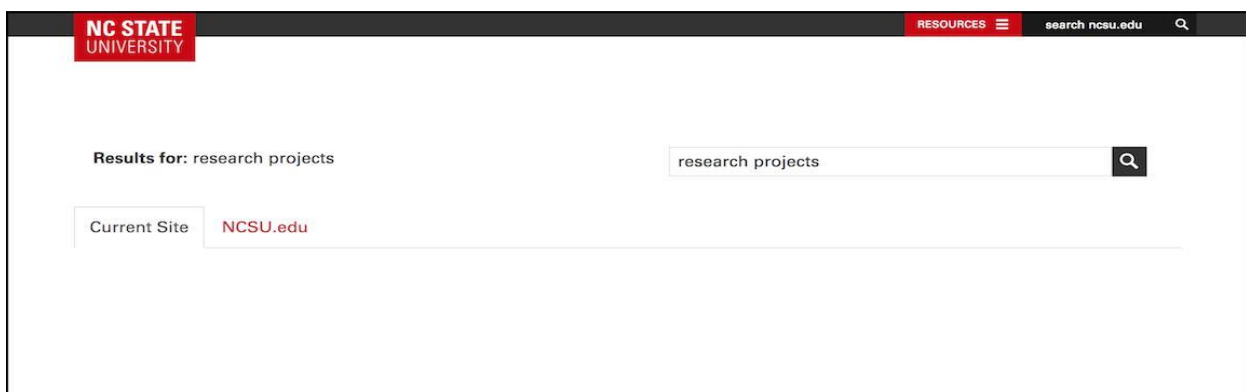 NC STATE
UNIVERSITY
RESOURCES
search ncsu.edu
Results for: research projects
research projects
Current Site
NCSU.edu